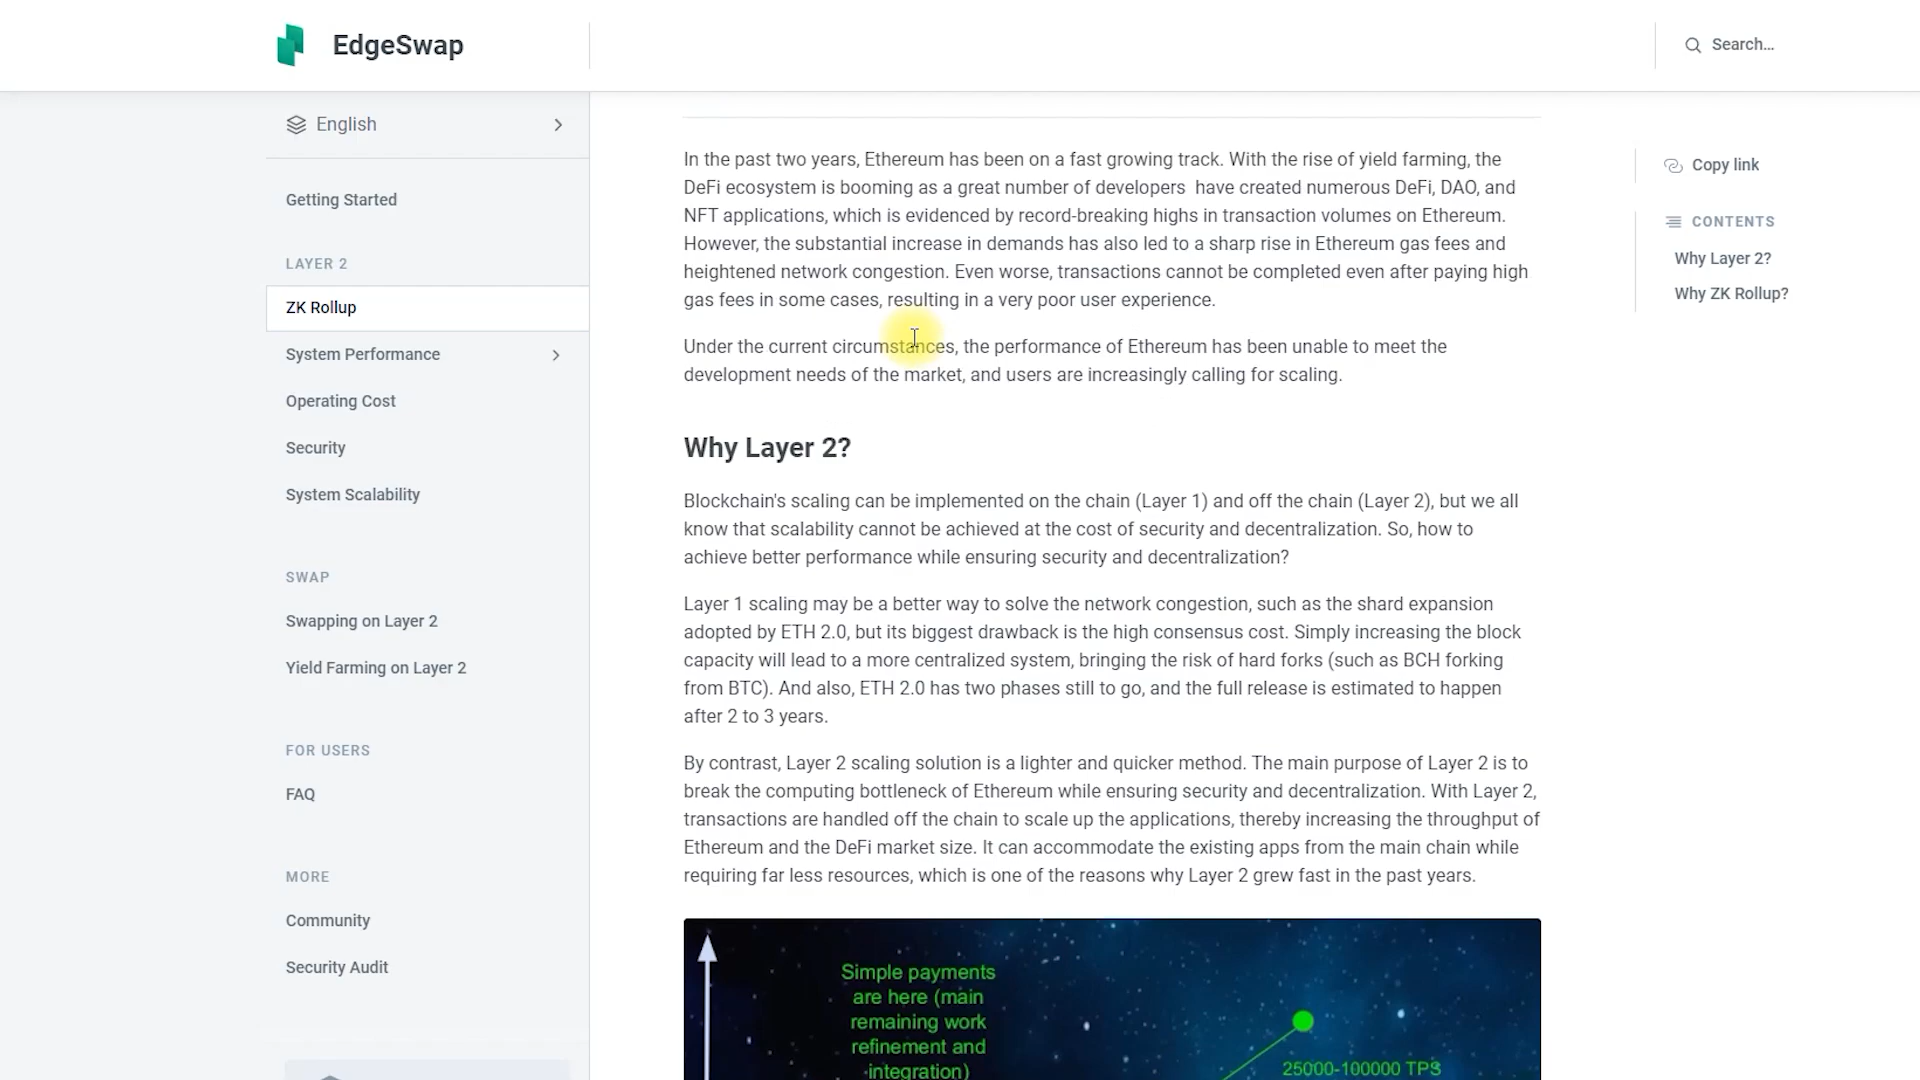 EdgeSwap
Search...
English
Getting Started
LAYER 2
ZK Rollup
System Performance
Operating Cost
Security
System Scalability
SWAP
Swapping on Layer 2
Yield Farming on Layer 2
FOR USERS
FAQ
MORE
Community
Security Audit
In the past two years, Ethereum has been on a fast growing track. With the rise of yield farming, the
DeFi ecosystem is booming as a great number of developers  have created numerous DeFi, DAO, and
NFT applications, which is evidenced by record-breaking highs in transaction volumes on Ethereum.
However, the substantial increase in demands has also led to a sharp rise in Ethereum gas fees and
heightened network congestion. Even worse, transactions cannot be completed even after paying high
gas fees in some cases, resulting in a very poor user experience.
Under the current circumstances, the performance of Ethereum has been unable to meet the
development needs of the market, and users are increasingly calling for scaling.
Why Layer 2?
Blockchain's scaling can be implemented on the chain (Layer 1) and off the chain (Layer 2), but we all
know that scalability cannot be achieved at the cost of security and decentralization. So, how to
achieve better performance while ensuring security and decentralization?
Layer 1 scaling may be a better way to solve the network congestion, such as the shard expansion
adopted by ETH 2.0, but its biggest drawback is the high consensus cost. Simply increasing the block
capacity will lead to a more centralized system, bringing the risk of hard forks (such as BCH forking
from BTC). And also, ETH 2.0 has two phases still to go, and the full release is estimated to happen
after 2 to 3 years.
By contrast, Layer 2 scaling solution is a lighter and quicker method. The main purpose of Layer 2 is to
break the computing bottleneck of Ethereum while ensuring security and decentralization. With Layer 2,
transactions are handled off the chain to scale up the applications, thereby increasing the throughput of
Ethereum and the DeFi market size. It can accommodate the existing apps from the main chain while
requiring far less resources, which is one of the reasons why Layer 2 grew fast in the past years.
Simple payments
are here (main
remaining work
refinement and
integration)
25000-100000 TPS
Copy link
CONTENTS
Why Layer 2?
Why ZK Rollup?